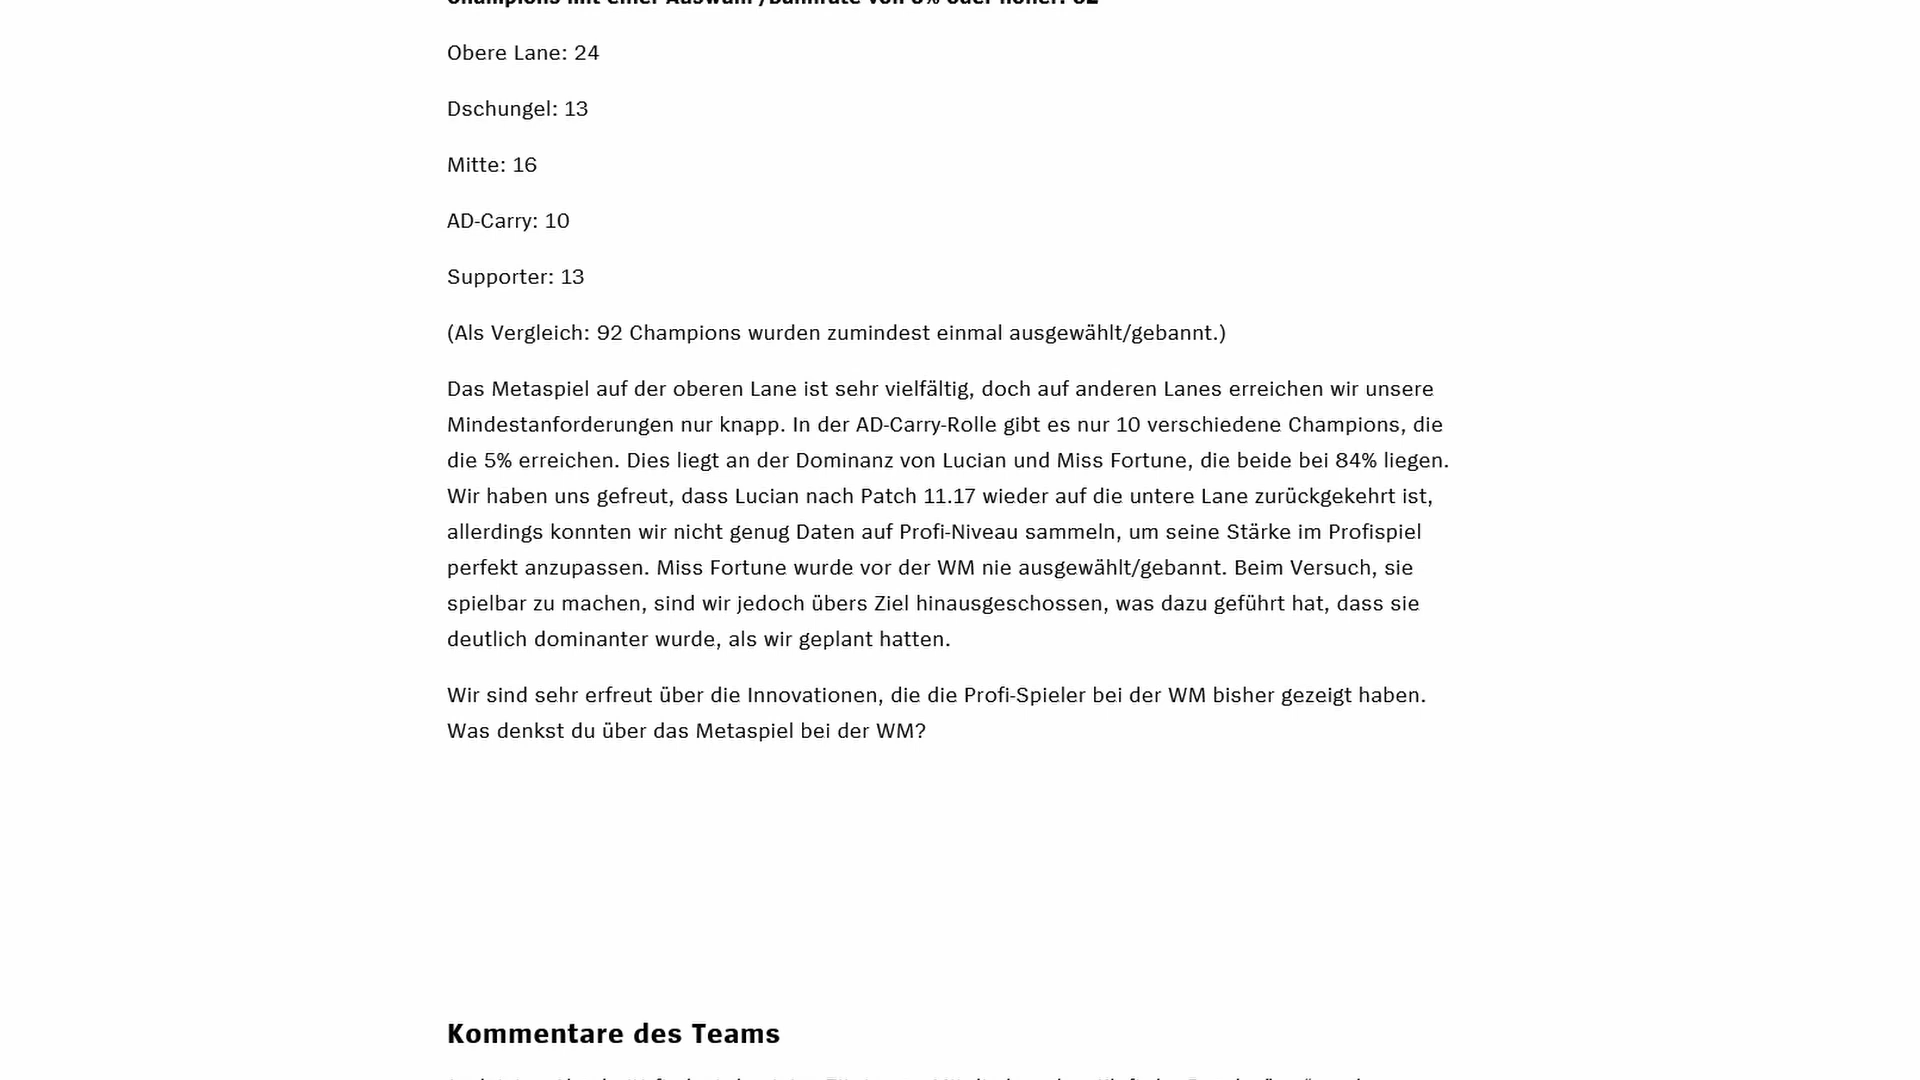 Obere Lane: 24
Dschungel: 13
Mitte: 16
AD-Carry: 10
Supporter: 13
(Als Vergleich: 92 Champions wurden zumindest einmal ausgewählt/gebannt.)
Das Metaspiel auf der oberen Lane ist sehr vielfältig, doch auf anderen Lanes erreichen wir unsere
Mindestanforderungen nur knapp. In der AD-Carry-Rolle gibt es nur 10 verschiedene Champions, die
die 5% erreichen. Dies liegt an der Dominanz von Lucian und Miss Fortune, die beide bei 84% liegen.
Wir haben uns gefreut, dass Lucian nach Patch 11.17 wieder auf die untere Lane zurückgekehrt ist,
allerdings konnten wir nicht genug Daten auf Profi-Niveau sammeln, um seine Stärke im Profispiel
perfekt anzupassen. Miss Fortune wurde vor der WM nie ausgewählt/gebannt. Beim Versuch, sie
spielbar zu machen, sind wir jedoch übers Ziel hinausgeschossen, was dazu geführt hat, dass sie
deutlich dominanter wurde, als wir geplant hatten.
Wir sind sehr erfreut über die Innovationen, die die Profi-Spieler bei der WM bisher gezeigt haben.
Was denkst du über das Metaspiel bei der WM?
Kommentare des Teams